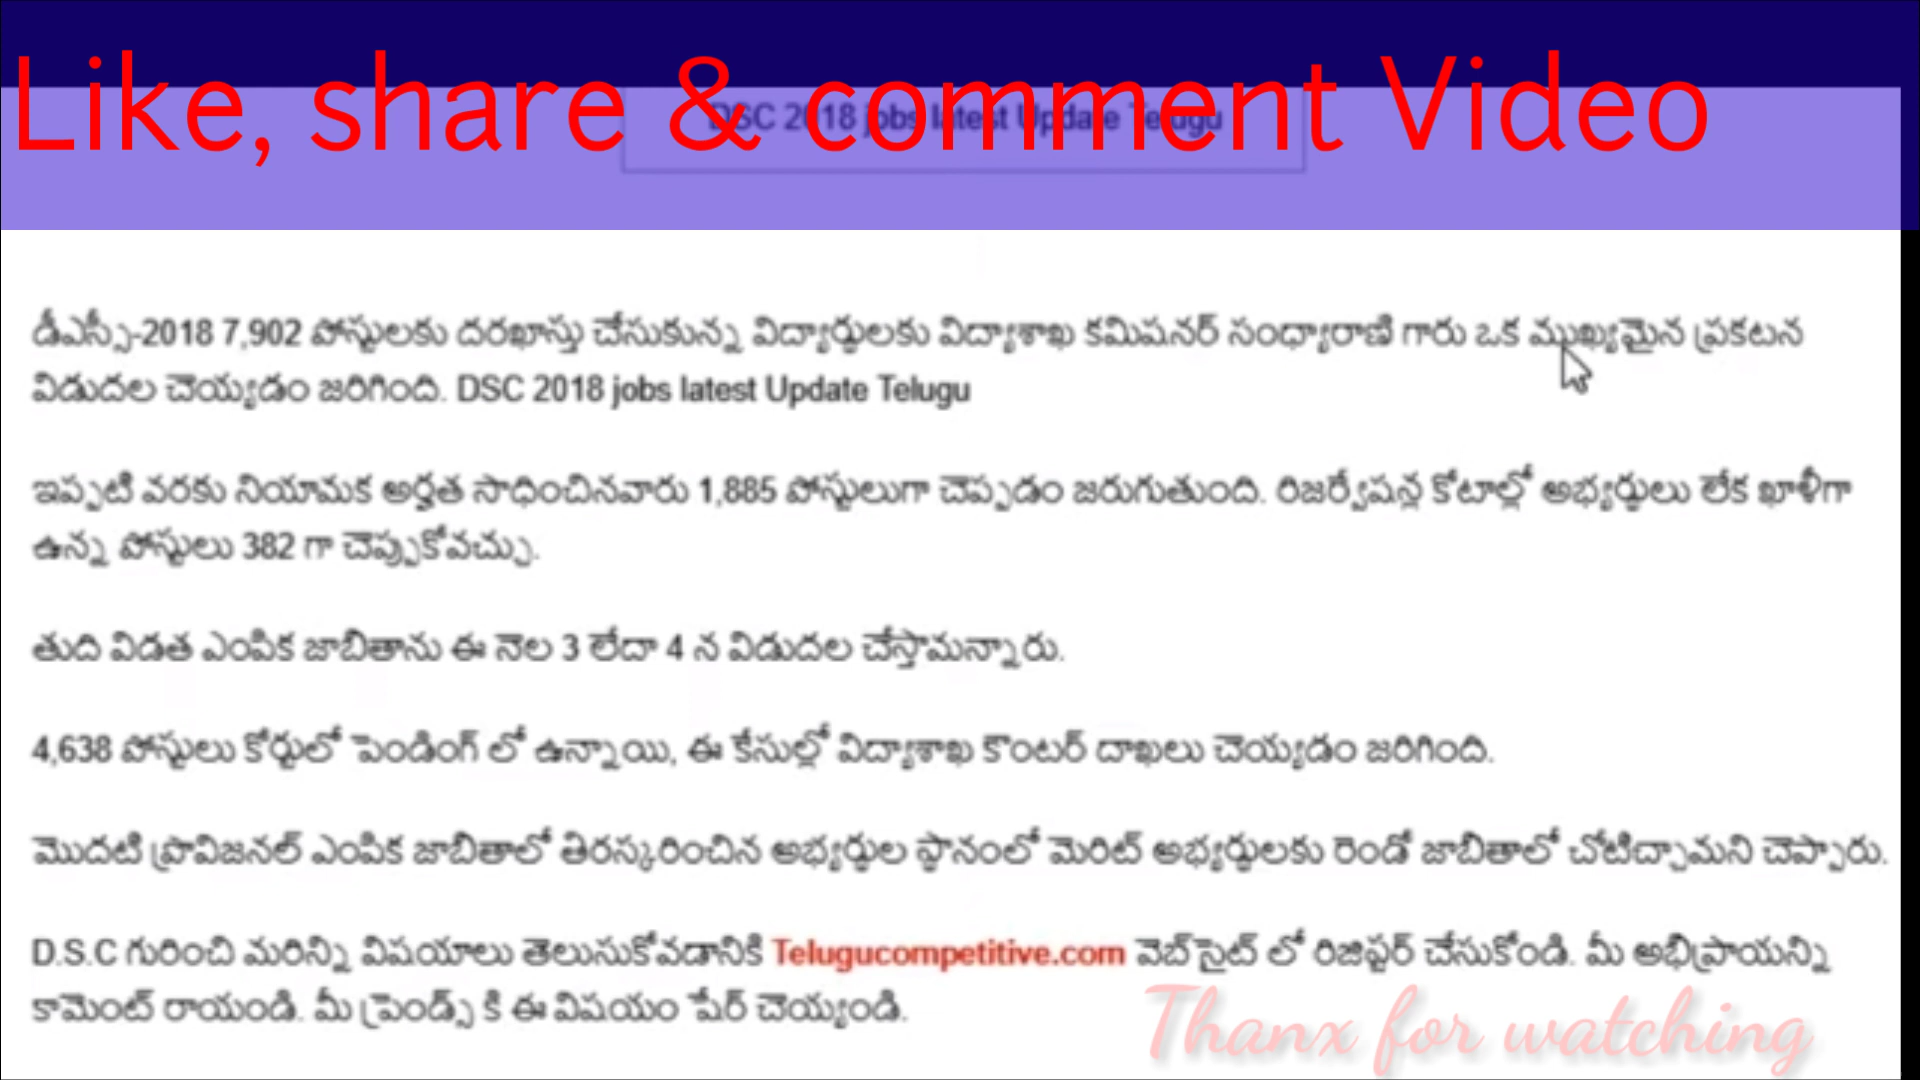 Like, share & comment Video
DSC 2018 jobs latest Update Telugu
డీఎస్సీ-2018 7,902 పోస్టులకు దరఖాస్తు చేసుకున్న విద్యార్థులకు విద్యాశాఖ కమిషనర్ సంధ్యారాణి గారు ఒక ముఖ్యమైన ప్రకటన
విడుదల చెయ్యడం జరిగింది. DSC 2018 jobs latest Update Telugu
ఇప్పటి వరకు నియామక అర్హత సాధించినవారు 1,885 పోస్టులుగా చెప్పడం జరుగుతుంది. రిజర్వేషన్ల కోటాల్లో అభ్యర్థులు లేక ఖాళీగా
ఉన్న పోస్టులు 382 గా చెప్పుకోవచ్చు.
తుది విడత ఎంపిక జాబితాను ఈ నెల 3 లేదా 4 న విడుదల చేస్తామన్నారు.
4,638 పోస్టులు కోర్టులో పెండింగ్ లో ఉన్నాయి, ఈ కేసుల్లో విద్యాశాఖ కౌంటర్ దాఖలు చెయ్యడం జరిగింది.
మొదటి ప్రొవిజనల్ ఎంపిక జాబితాలో తిరస్కరించిన అభ్యర్థుల స్థానంలో మెరిట్ అభ్యర్థులకు రెండో జాబితాలో చోటిచ్చామని చెప్పారు.
D.S.C గురించి మరిన్ని విషయాలు తెలుసుకోవడానికి Telugucompetitive.com వెబ్‌సైట్ లో రిజిష్టర్ చేసుకోండి. మీ అభిప్రాయన్ని
కామెంట్ రాయండి. మీ ఫ్రెండ్స్ కి ఈ విషయం షేర్ చెయ్యండి.
Thanx for watching